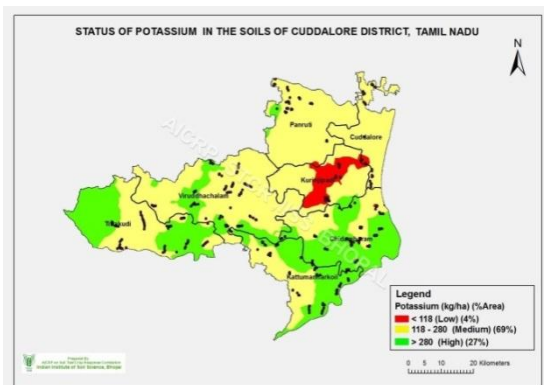 STATUS OF POTASSIUM IN THE SOILS OF CUDDALORE DISTRICT, TAMIL NADU
N
Panruti
Cuddalore
Virudhachalam
Kattumannarkoil
Legend
Potassium (kg/ha) (%Area)
< 118 (Low) (4%)
118 - 280 (Medium) (69%)
> 280 (High) (27%)
0 5 10 20 Kilometers
Prepared by
Indian Institute of Soil Science, Bhopal